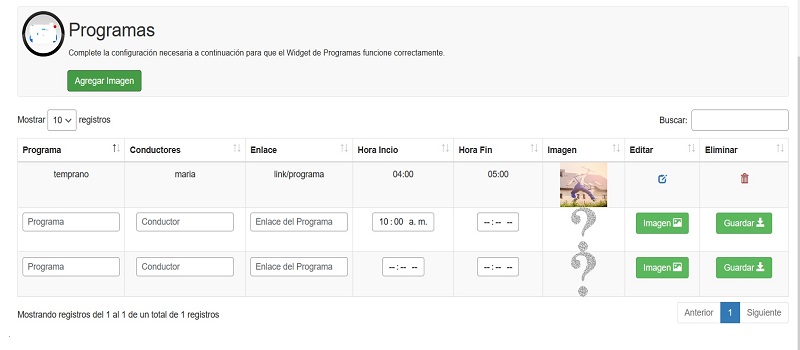 Programas
Complete la configuración necesaria a continuación para que el Widget de Programas funcione correctamente.
Agregar Imagen
Mostrar 10 registros Buscar:
Programa Conductores Enlace Hora Incio Hora Fin Imagen Editar Eliminar
temprano maria link/programa 04:00 05:00
Programa Conductor Enlace del Programa 10:00 a. m. --:-- -- Imagen Guardar
Programa Conductor Enlace del Programa --:-- -- --:-- -- Imagen Guardar
Mostrando registros del 1 al 1 de un total de 1 registros Anterior 1 Siguiente